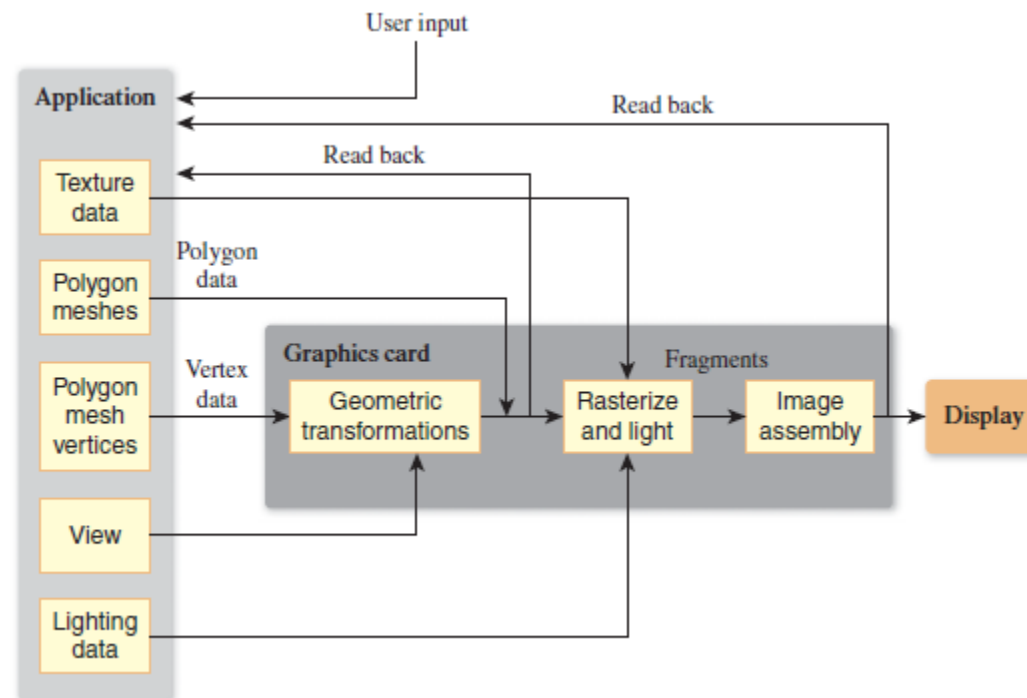 User input
Application
Read back
Read back
Texture
data
Polygon
data
Polygon
meshes
Graphics card
Fragments
Vertex
data
Polygon
mesh
vertices
Geometric
transformations
Rasterize
and light
Image
assembly
Display
View
Lighting
data